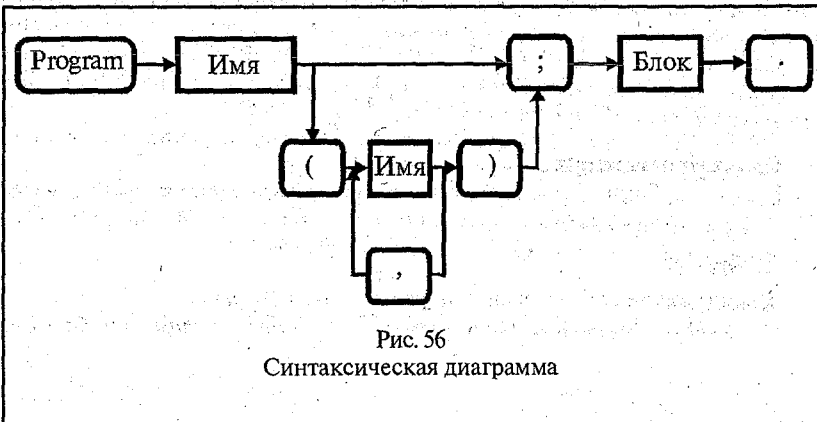 Program Имя ; Блок .
( Имя )
,
Рис. 56
Синтаксическая диаграмма